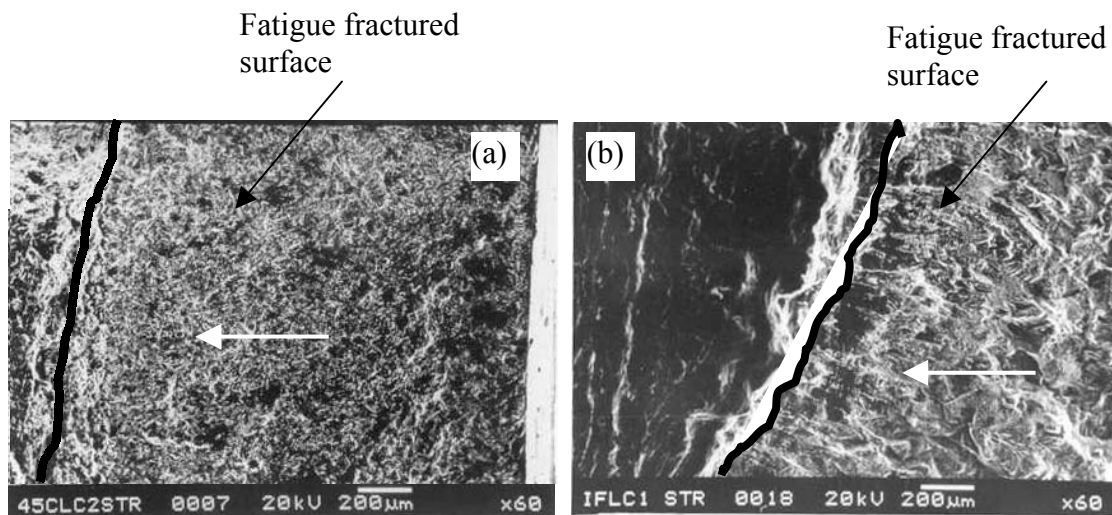 Fatigue fractured
surface
Fatigue fractured
surface
(a)
(b)
45CLC2STR 0007 20kV 200µm x60
IFLC1 STR 0018 20kV 200µm x60